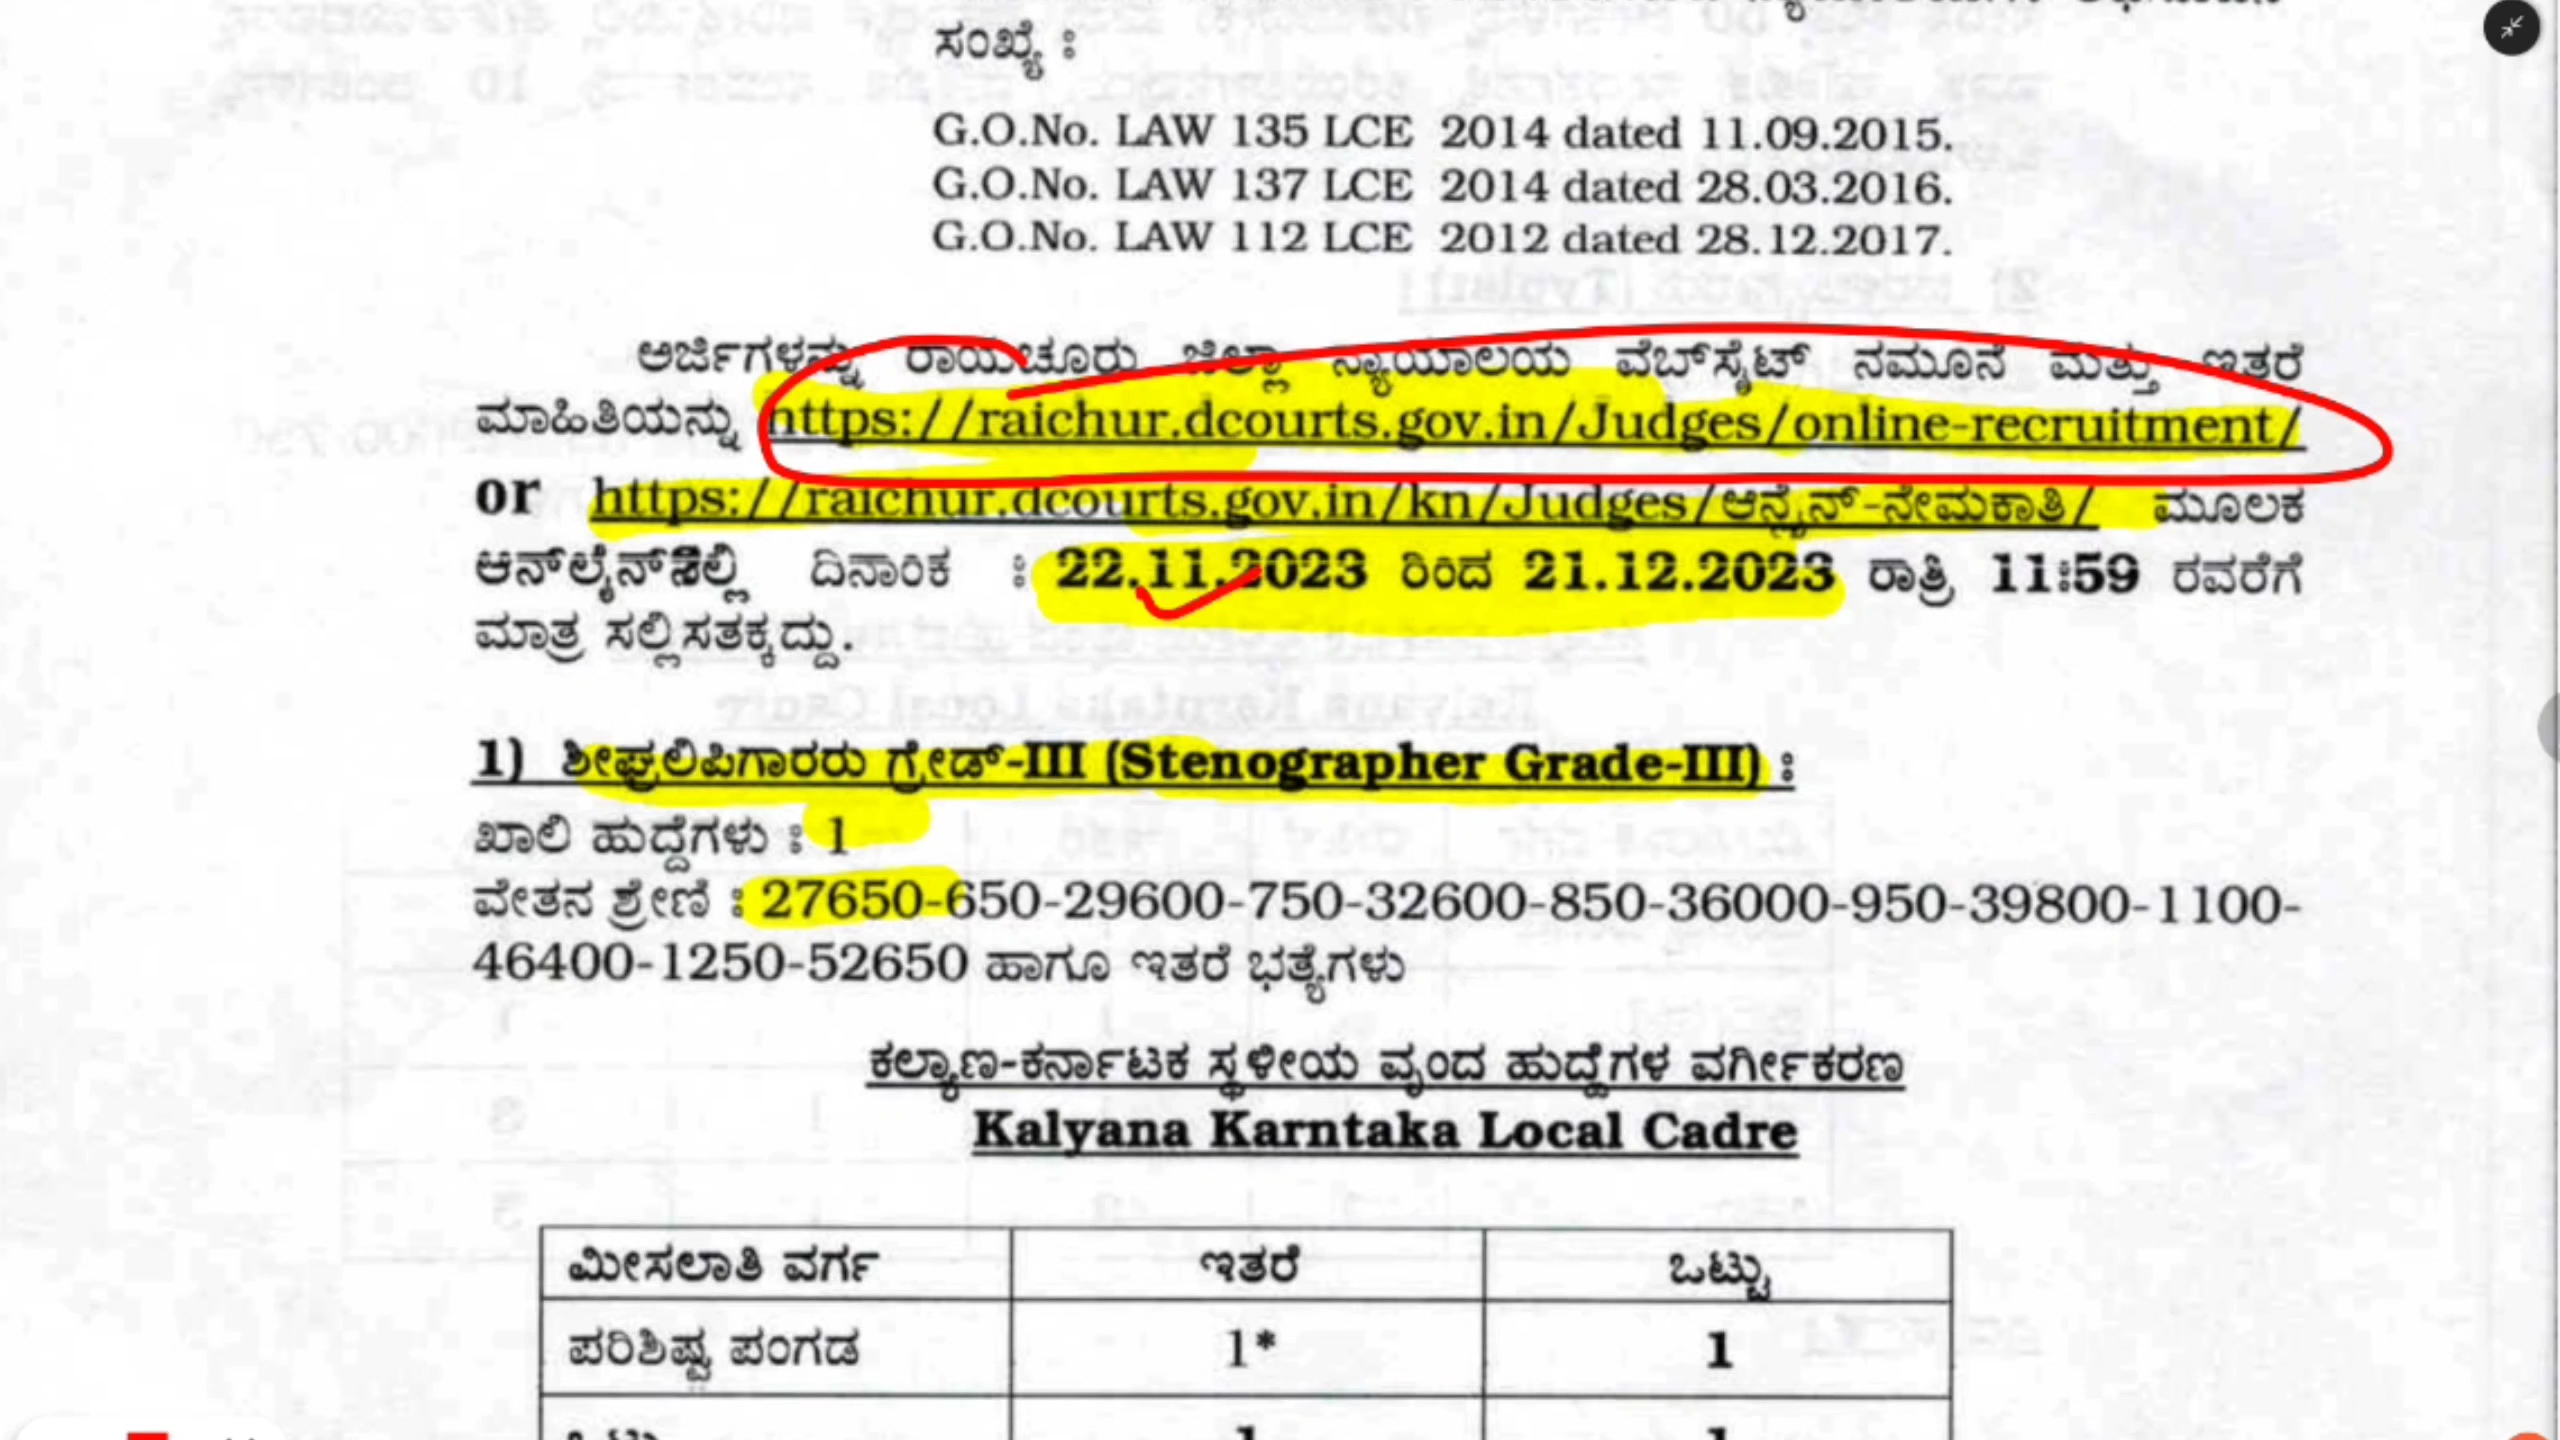 ಸಂಖ್ಯೆ :
G.O.No. LAW 135 LCE 2014 dated 11.09.2015.
G.O.No. LAW 137 LCE 2014 dated 28.03.2016.
G.O.No. LAW 112 LCE 2012 dated 28.12.2017.
ಅರ್ಜಿಗಳನ್ನು ರಾಯಚೂರು ಜಿಲ್ಲಾ ನ್ಯಾಯಾಲಯ ವೆಬ್‌ಸೈಟ್ ನಮೂನೆ ಮತ್ತು ಇತರೆ
ಮಾಹಿತಿಯನ್ನು https://raichur.dcourts.gov.in/Judges/online-recruitment/
or https://raichur.dcourts.gov.in/kn/Judges/ಆನ್ಲೈನ್-ನೇಮಕಾತಿ/ ಮೂಲಕ
ದಿನಾಂಕ : 22.11.2023 ರಿಂದ 21.12.2023 ರಾತ್ರಿ 11:59 ರವರೆಗೆ
ಮಾತ್ರ ಸಲ್ಲಿಸತಕ್ಕದ್ದು.
1) ಶೀಘ್ರಲಿಪಿಗಾರರು ಗ್ರೇಡ್-III (Stenographer Grade-III) :
ಖಾಲಿ ಹುದ್ದೆಗಳು : 1
ವೇತನ ಶ್ರೇಣಿ : 27650-650-29600-750-32600-850-36000-950-39800-1100-
46400-1250-52650 ಹಾಗೂ ಇತರೆ ಭತ್ಯೆಗಳು
ಕಲ್ಯಾಣ-ಕರ್ನಾಟಕ ಸ್ಥಳೀಯ ವೃಂದ ಹುದ್ದೆಗಳ ವರ್ಗೀಕರಣ
Kalyana Karntaka Local Cadre
ಮೀಸಲಾತಿ ವರ್ಗ ಇತರೆ ಒಟ್ಟು
ಪರಿಶಿಷ್ಟ ಪಂಗಡ 1* 1